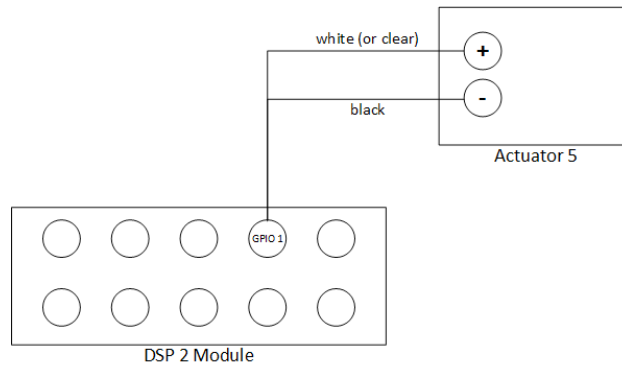 white (or clear)
+
-
black
Actuator 5
GPIO 1
DSP 2 Module